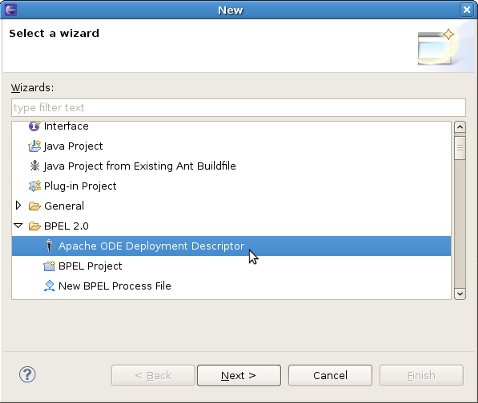 New
Select a wizard
Wizards:
type filter text
Interface
Java Project
Java Project from Existing Ant Buildfile
Plug-in Project
General
BPEL 2.0
Apache ODE Deployment Descriptor
BPEL Project
New BPEL Process File
? < Back Next > Cancel Finish